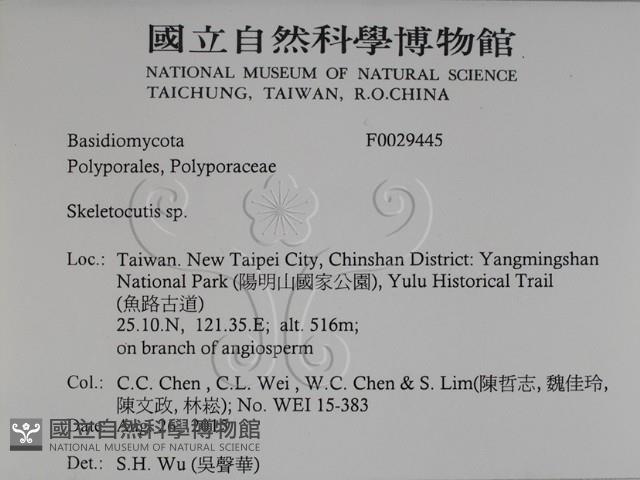 國立自然科學博物館
NATIONAL MUSEUM OF NATURAL SCIENCE
TAICHUNG, TAIWAN, R.O.CHINA
Basidiomycota F0029445
Polyporales, Polyporaceae
Skeletocutis sp.
Loc.: Taiwan. New Taipei City, Chinshan District: Yangmingshan
National Park (陽明山國家公園), Yulu Historical Trail
(魚路古道)
25.10.N, 121.35.E; alt. 516m;
on branch of angiosperm
Col.: C.C. Chen , C.L. Wei , W.C. Chen & S. Lim(陳哲志, 魏佳玲,
陳文政, 林崧); No. WEI 15-383
Date Aug. 26 2015
國立自然科學博物館
NATIONAL MUSEUM OF NATURAL SCIENCE
Det.: S.H. Wu (吳聲華)